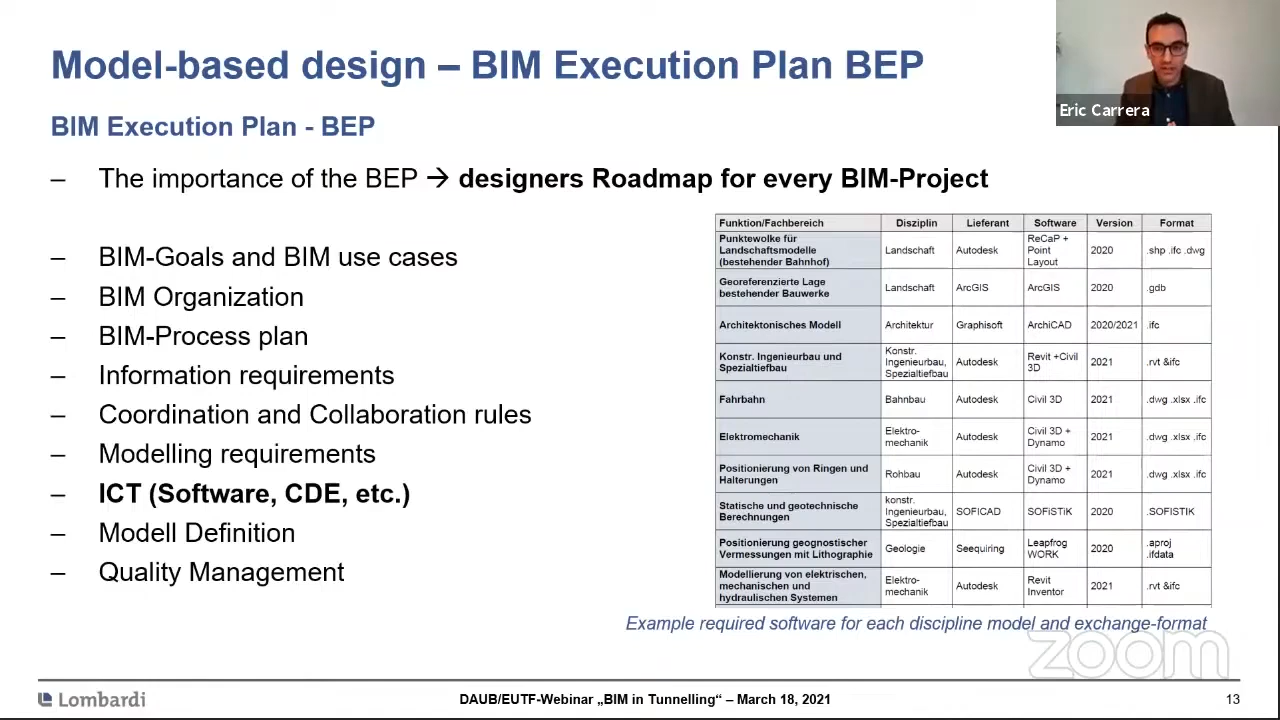 Model-based design – BIM Execution Plan BEP
Eric Carrera
BIM Execution Plan - BEP
– The importance of the BEP → designers Roadmap for every BIM-Project
– BIM-Goals and BIM use cases
– BIM Organization
– BIM-Process plan
– Information requirements
– Coordination and Collaboration rules
– Modelling requirements
– ICT (Software, CDE, etc.)
– Modell Definition
– Quality Management
Funktion/Fachbereich Disziplin Lieferant Software Version Format
Punktewolke für
Landschaftsmodelle
(bestehender Bahnhof)
Landschaft Autodesk
ReCaP +
Point
Layout
2020 .shp .ifc .dwg
Georeferenzierte Lage
bestehender Bauwerke
Landschaft ArcGIS ArcGIS 2020 .gdb
Architektonisches Modell Architektur Graphisoft ArchiCAD 2020/2021 .ifc
Konstr. Ingenieurbau und
Spezialtiefbau
Konstr.
Ingenieurbau,
Spezialtiefbau
Autodesk
Revit +Civil
3D
2021 .rvt &ifc
Fahrbahn Bahnbau Autodesk Civil 3D 2021 .dwg .xlsx .ifc
Elektromechanik
Elektro-
mechanik
Autodesk
Civil 3D +
Dynamo
2021 .dwg .xlsx .ifc
Positionierung von Ringen und
Halterungen
Rohbau Autodesk
Civil 3D +
Dynamo
2021 .dwg .xlsx .ifc
Statische und geotechnische
Berechnungen
konstr.
Ingenieurbau,
Spezialtiefbau
SOFiCAD SOFiSTiK 2020 .SOFISTIK
Positionierung geognostischer
Vermessungen mit Lithographie
Geologie Seequiring
Leapfrog
WORK
2020
.aproj
.ifdata
Modellierung von elektrischen,
mechanischen und
hydraulischen Systemen
Elektro-
mechanik
Autodesk
Revit
Inventor
2021 .rvt &ifc
Example required software for each discipline model and exchange-format
zoom
Lombardi
DAUB/EUTF-Webinar „BIM in Tunnelling“ – March 18, 2021
13